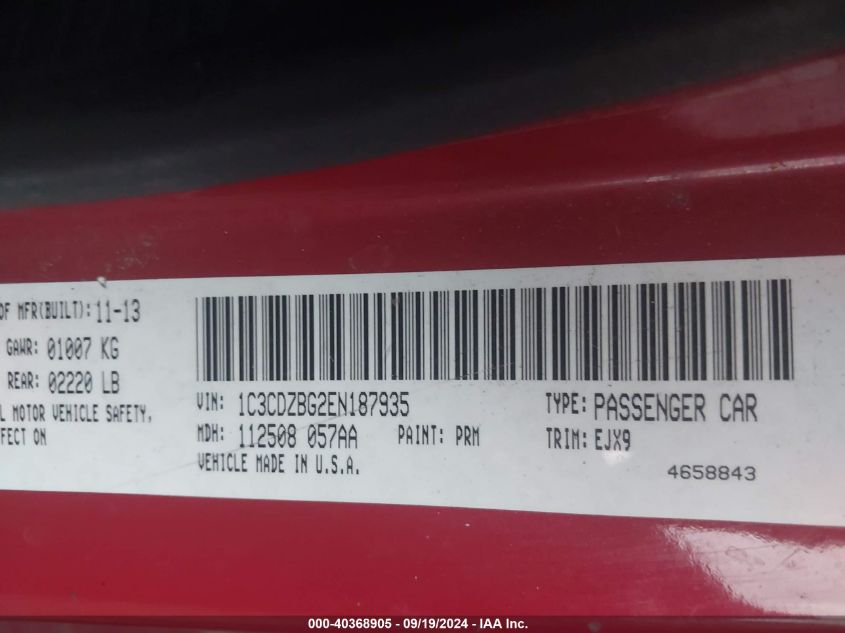 OF MFR(BUILT): 11-13
GAWR: 01007 KG
REAR: 02220 LB
L MOTOR VEHICLE SAFETY,
FFECT ON
VIN: 1C3CDZBG2EN187935
TYPE: PASSENGER CAR
MDH: 112508 057AA PAINT: PRM
TRIM: EJX9
VEHICLE MADE IN U.S.A.
4658843
000-40368905 - 09/19/2024 - IAA Inc.